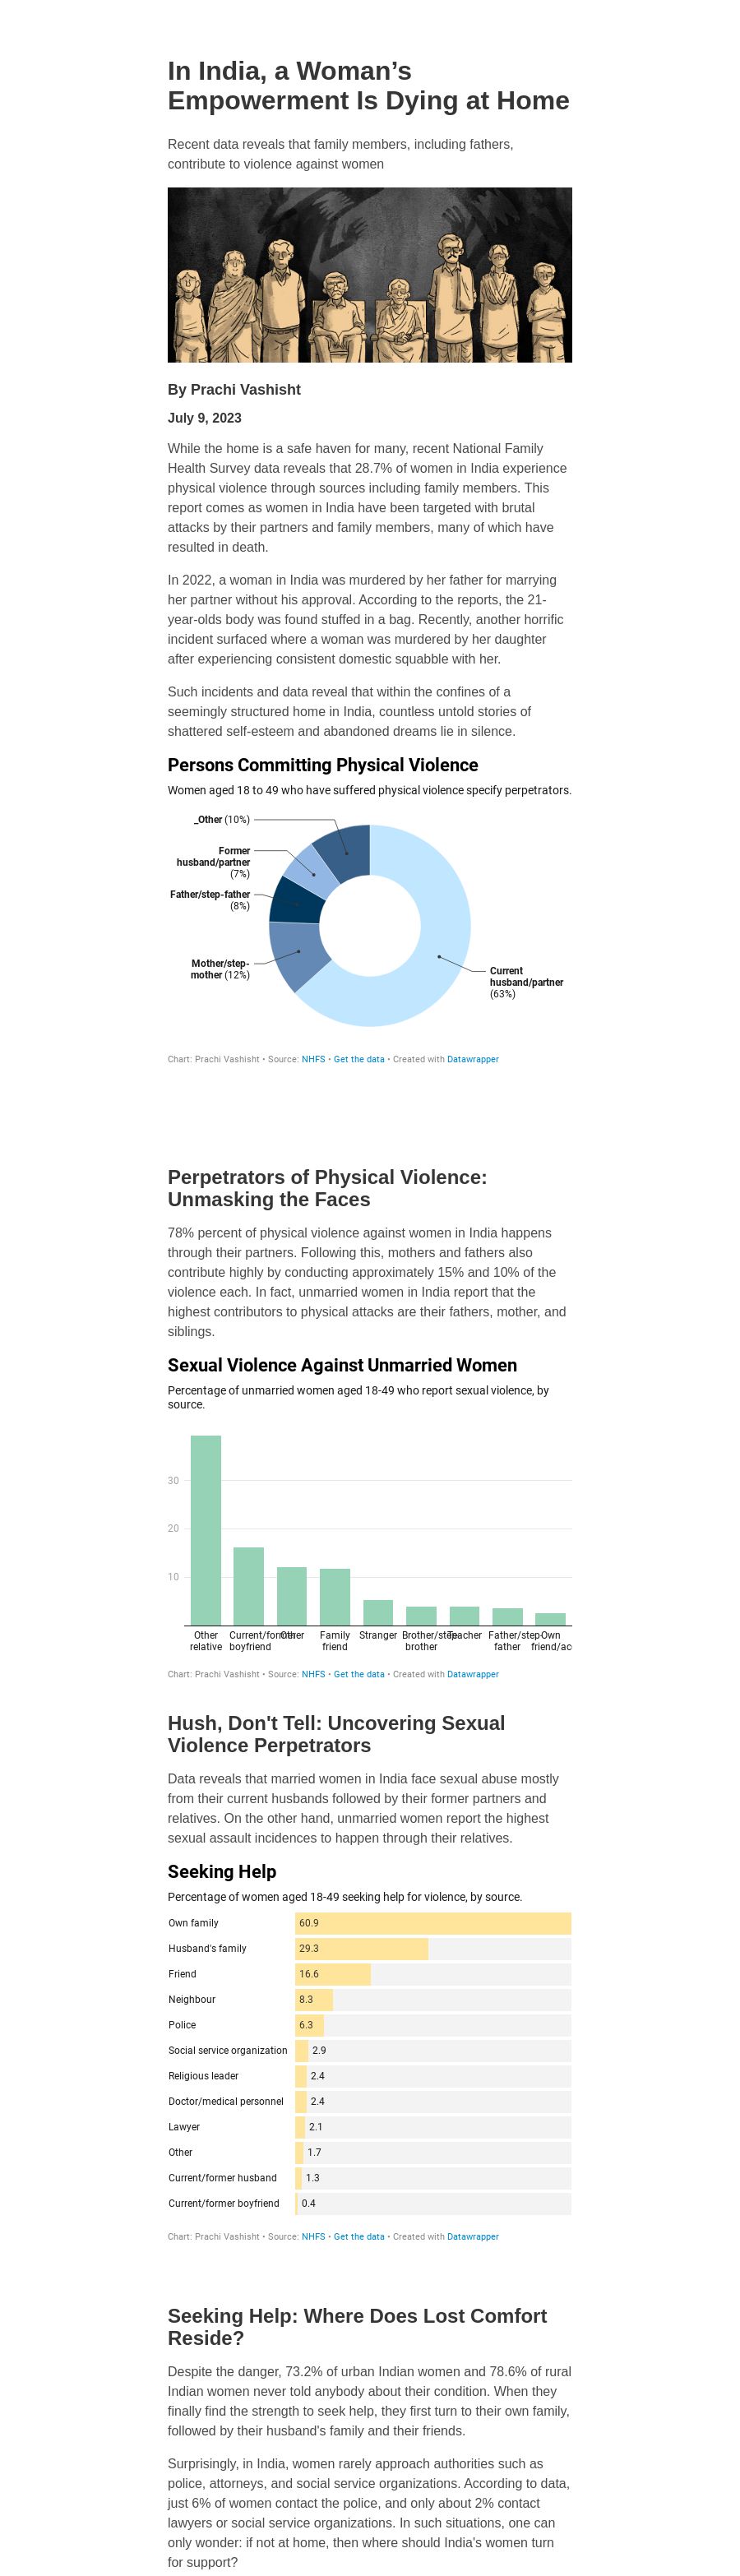 In India, a Woman’s
Empowerment Is Dying at Home
Recent data reveals that family members, including fathers,
contribute to violence against women
By Prachi Vashisht
July 9, 2023
While the home is a safe haven for many, recent National Family
Health Survey data reveals that 28.7% of women in India experience
physical violence through sources including family members. This
report comes as women in India have been targeted with brutal
attacks by their partners and family members, many of which have
resulted in death.
In 2022, a woman in India was murdered by her father for marrying
her partner without his approval. According to the reports, the 21-
year-olds body was found stuffed in a bag. Recently, another horrific
incident surfaced where a woman was murdered by her daughter
after experiencing consistent domestic squabble with her.
Such incidents and data reveal that within the confines of a
seemingly structured home in India, countless untold stories of
shattered self-esteem and abandoned dreams lie in silence.
Persons Committing Physical Violence
Women aged 18 to 49 who have suffered physical violence specify perpetrators.
_Other (10%)
Former
husband/partner
(7%)
Father/step-father
(8%)
Mother/step-
mother (12%)
Current
husband/partner
(63%)
Chart: Prachi Vashisht • Source: NHFS • Get the data • Created with Datawrapper
Perpetrators of Physical Violence:
Unmasking the Faces
78% percent of physical violence against women in India happens
through their partners. Following this, mothers and fathers also
contribute highly by conducting approximately 15% and 10% of the
violence each. In fact, unmarried women in India report that the
highest contributors to physical attacks are their fathers, mother, and
siblings.
Sexual Violence Against Unmarried Women
Percentage of unmarried women aged 18-49 who report sexual violence, by
source.
30
20
10
Other
relative
Current/former
boyfriend
Other
Family
friend
Stranger
Brother/step-
brother
Teacher
Father/step-
father
Own
friend/ac
Chart: Prachi Vashisht • Source: NHFS • Get the data • Created with Datawrapper
Hush, Don't Tell: Uncovering Sexual
Violence Perpetrators
Data reveals that married women in India face sexual abuse mostly
from their current husbands followed by their former partners and
relatives. On the other hand, unmarried women report the highest
sexual assault incidences to happen through their relatives.
Seeking Help
Percentage of women aged 18-49 seeking help for violence, by source.
Own family 60.9
Husband's family 29.3
Friend 16.6
Neighbour 8.3
Police 6.3
Social service organization 2.9
Religious leader 2.4
Doctor/medical personnel 2.4
Lawyer 2.1
Other 1.7
Current/former husband 1.3
Current/former boyfriend 0.4
Chart: Prachi Vashisht • Source: NHFS • Get the data • Created with Datawrapper
Seeking Help: Where Does Lost Comfort
Reside?
Despite the danger, 73.2% of urban Indian women and 78.6% of rural
Indian women never told anybody about their condition. When they
finally find the strength to seek help, they first turn to their own family,
followed by their husband's family and their friends.
Surprisingly, in India, women rarely approach authorities such as
police, attorneys, and social service organizations. According to data,
just 6% of women contact the police, and only about 2% contact
lawyers or social service organizations. In such situations, one can
only wonder: if not at home, then where should India's women turn
for support?